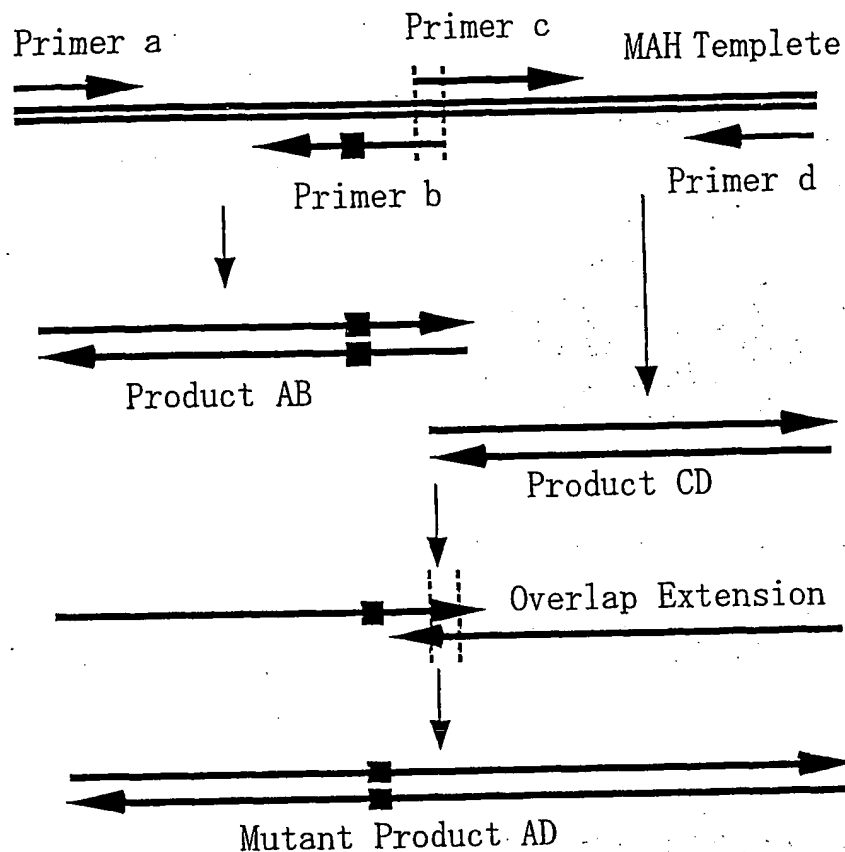 Primer a
Primer c
MAH Templete
Primer b
Primer d
Product AB
Product CD
Overlap Extension
Mutant Product AD